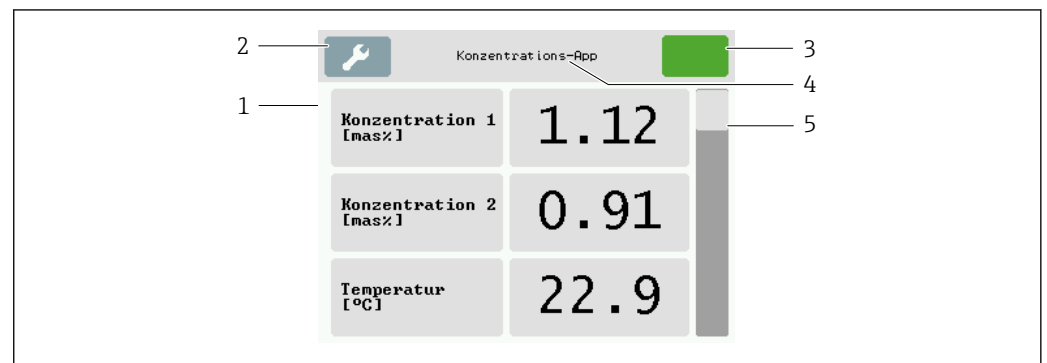 2
Konzentrations-App
3
4
1
Konzentration 1
[mas%]
1.12
5
Konzentration 2
[mas%]
0.91
Temperatur
[ºC]
22.9